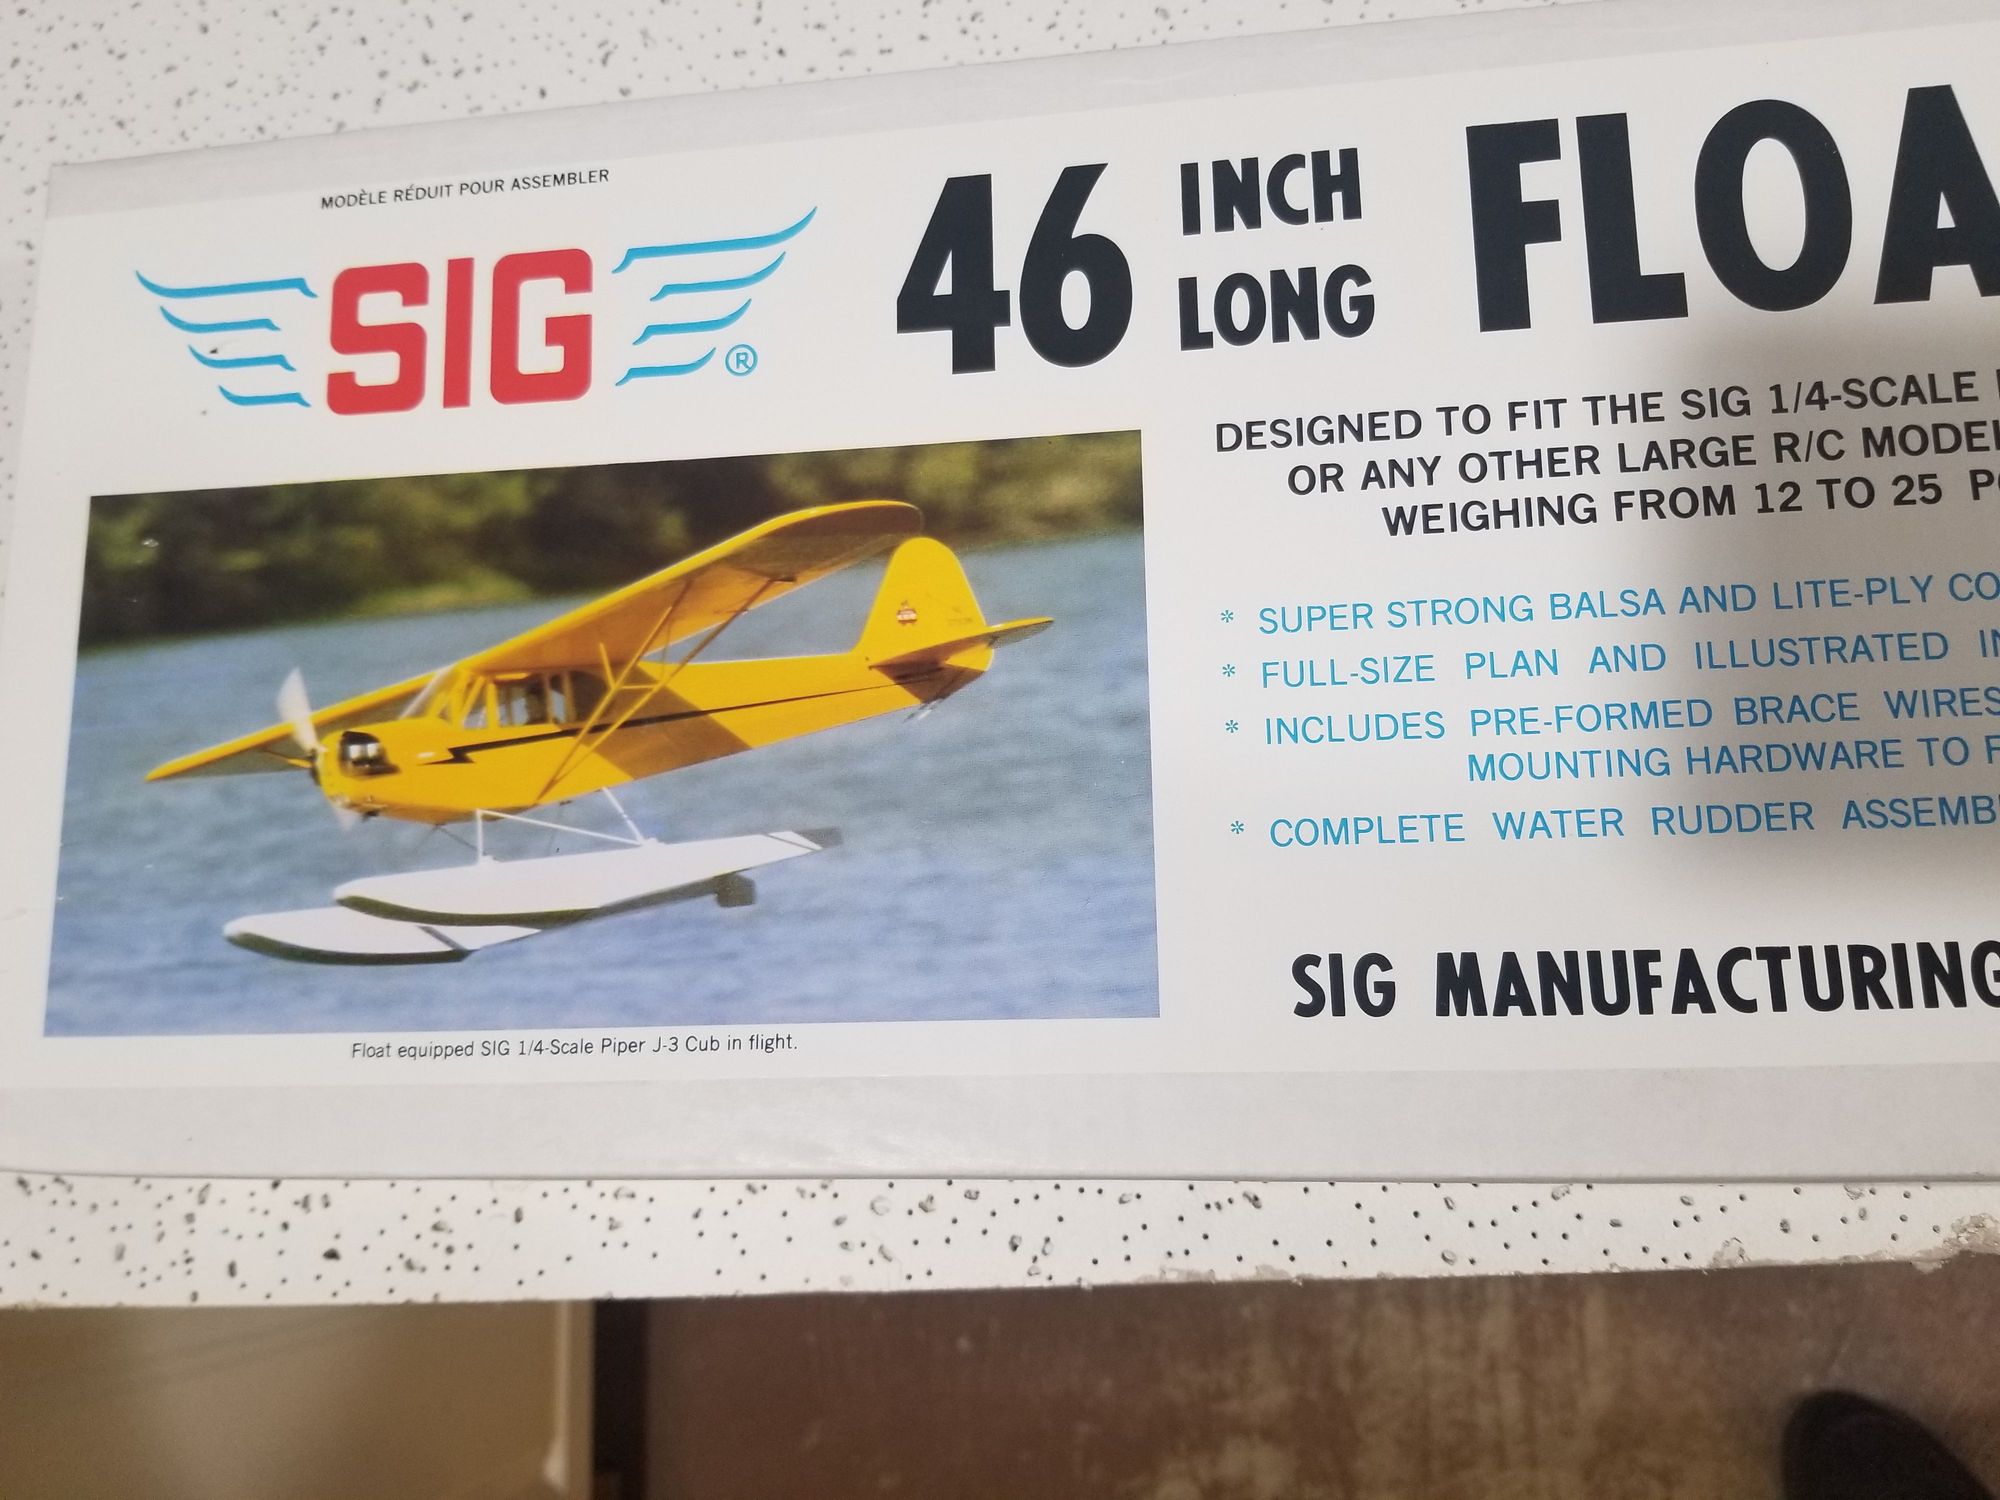 MODÈLE RÉDUIT POUR ASSEMBLER
SIG ®
46 INCH LONG FLOA
DESIGNED TO FIT THE SIG 1/4-SCALE
OR ANY OTHER LARGE R/C MODEL
WEIGHING FROM 12 TO 25
* SUPER STRONG BALSA AND LITE-PLY CO
* FULL-SIZE PLAN AND ILLUSTRATED IN
* INCLUDES PRE-FORMED BRACE WIRES
MOUNTING HARDWARE TO F
* COMPLETE WATER RUDDER ASSEMB
SIG MANUFACTURING
Float equipped SIG 1/4-Scale Piper J-3 Cub in flight.